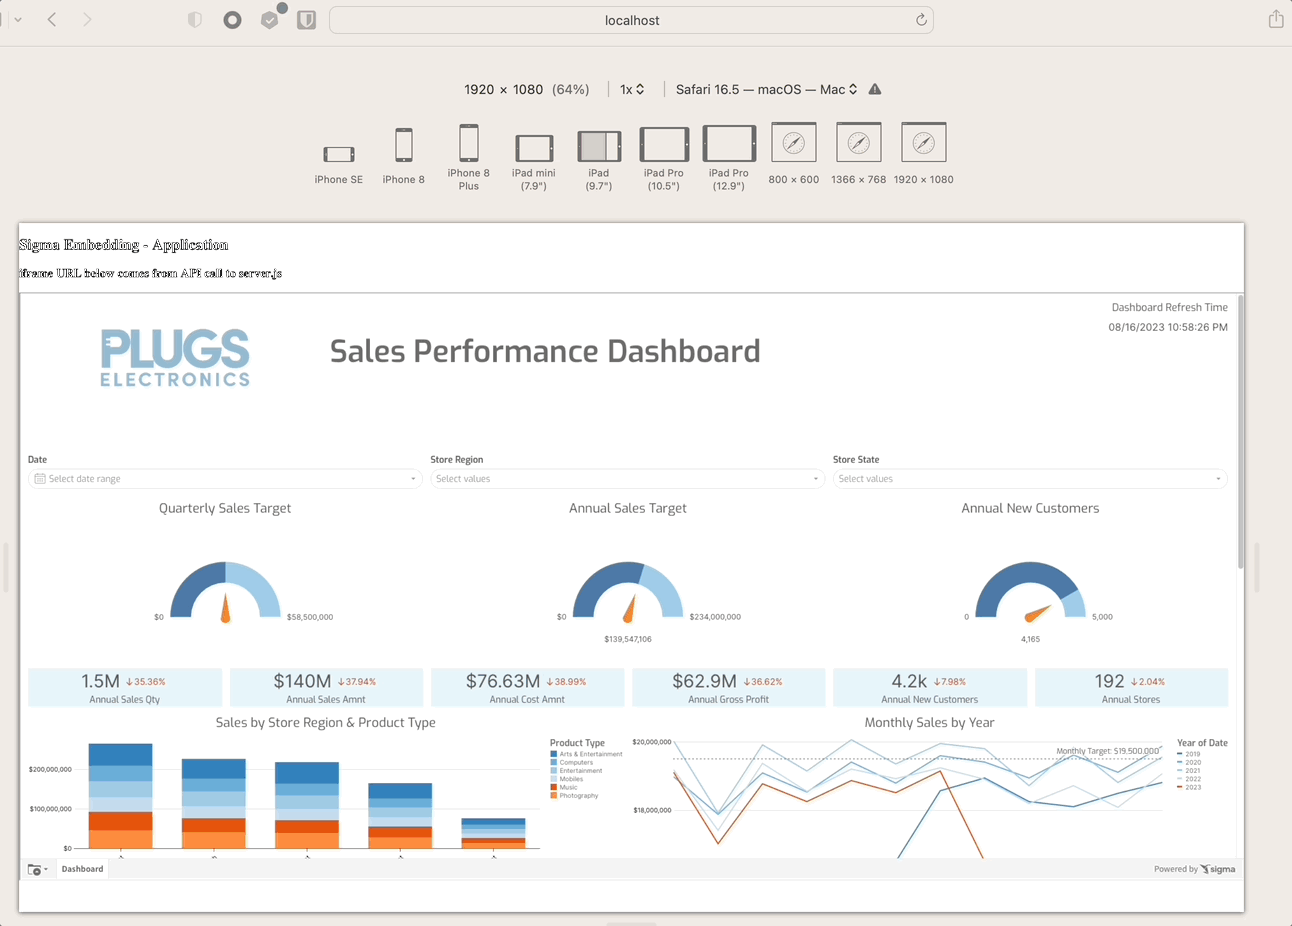 localhost
1920 × 1080 (64%) 1x Safari 16.5 — macOS — Mac
iPhone SE
iPhone 8
iPhone 8 Plus
iPad mini (7.9")
iPad (9.7")
iPad Pro (10.5")
iPad Pro (12.9")
800 × 600
1366 × 768
1920 × 1080
Sigma Embedding - Application
iframe URL below comes from API call to server.js
Dashboard Refresh Time
08/16/2023 10:58:26 PM
PLUGS
ELECTRONICS
Sales Performance Dashboard
Date
Select date range
Store Region
Select values
Store State
Select values
Quarterly Sales Target
$0
$58,500,000
Annual Sales Target
$0
$234,000,000
$139,547,106
Annual New Customers
0
5,000
4,165
1.5M ↓35.36%
Annual Sales Qty
$140M ↓37.94%
Annual Sales Amnt
$76.63M ↓38.99%
Annual Cost Amnt
$62.9M ↓36.62%
Annual Gross Profit
4.2k ↓7.98%
Annual New Customers
192 ↓2.04%
Annual Stores
Sales by Store Region & Product Type
$200,000,000
$100,000,000
$0
Product Type
Arts & Entertainment
Computers
Entertainment
Mobiles
Music
Photography
Monthly Sales by Year
$20,000,000
$18,000,000
Monthly Target: $19,500,000
Year of Date
2019
2020
2021
2022
2023
Dashboard
Powered by sigma